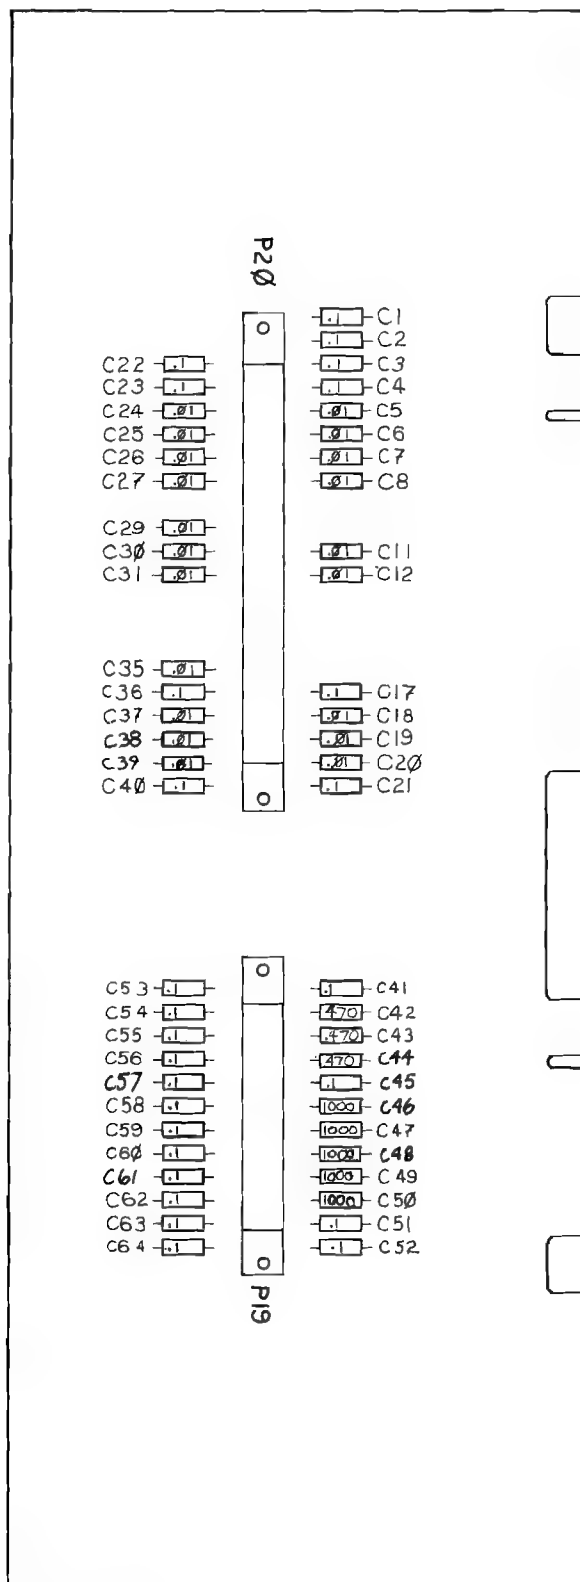 P2Ø
.1 C1
.1 C2
C22 .1 .1 C3
C23 .1 .1 C4
C24 .Ø1 .Ø1 C5
C25 .Ø1 .Ø1 C6
C26 .Ø1 .Ø1 C7
C27 .Ø1 .Ø1 C8
C29 .Ø1
C3Ø .Ø1 .Ø1 C11
C31 .Ø1 .Ø1 C12
C35 .Ø1
C36 .1 .1 C17
C37 .Ø1 .Ø1 C18
C38 .Ø1 .Ø1 C19
C39 .Ø1 .Ø1 C2Ø
C4Ø .1 .1 C21
C53 .1 .1 C41
C54 .1 470 C42
C55 .1 .470 C43
C56 .1 470 C44
C57 .1 .1 C45
C58 .1 1000 C46
C59 .1 1000 C47
C6Ø .1 1000 C48
C61 .1 1000 C49
C62 .1 1000 C5Ø
C63 .1 .1 C51
C64 .1 .1 C52
P19